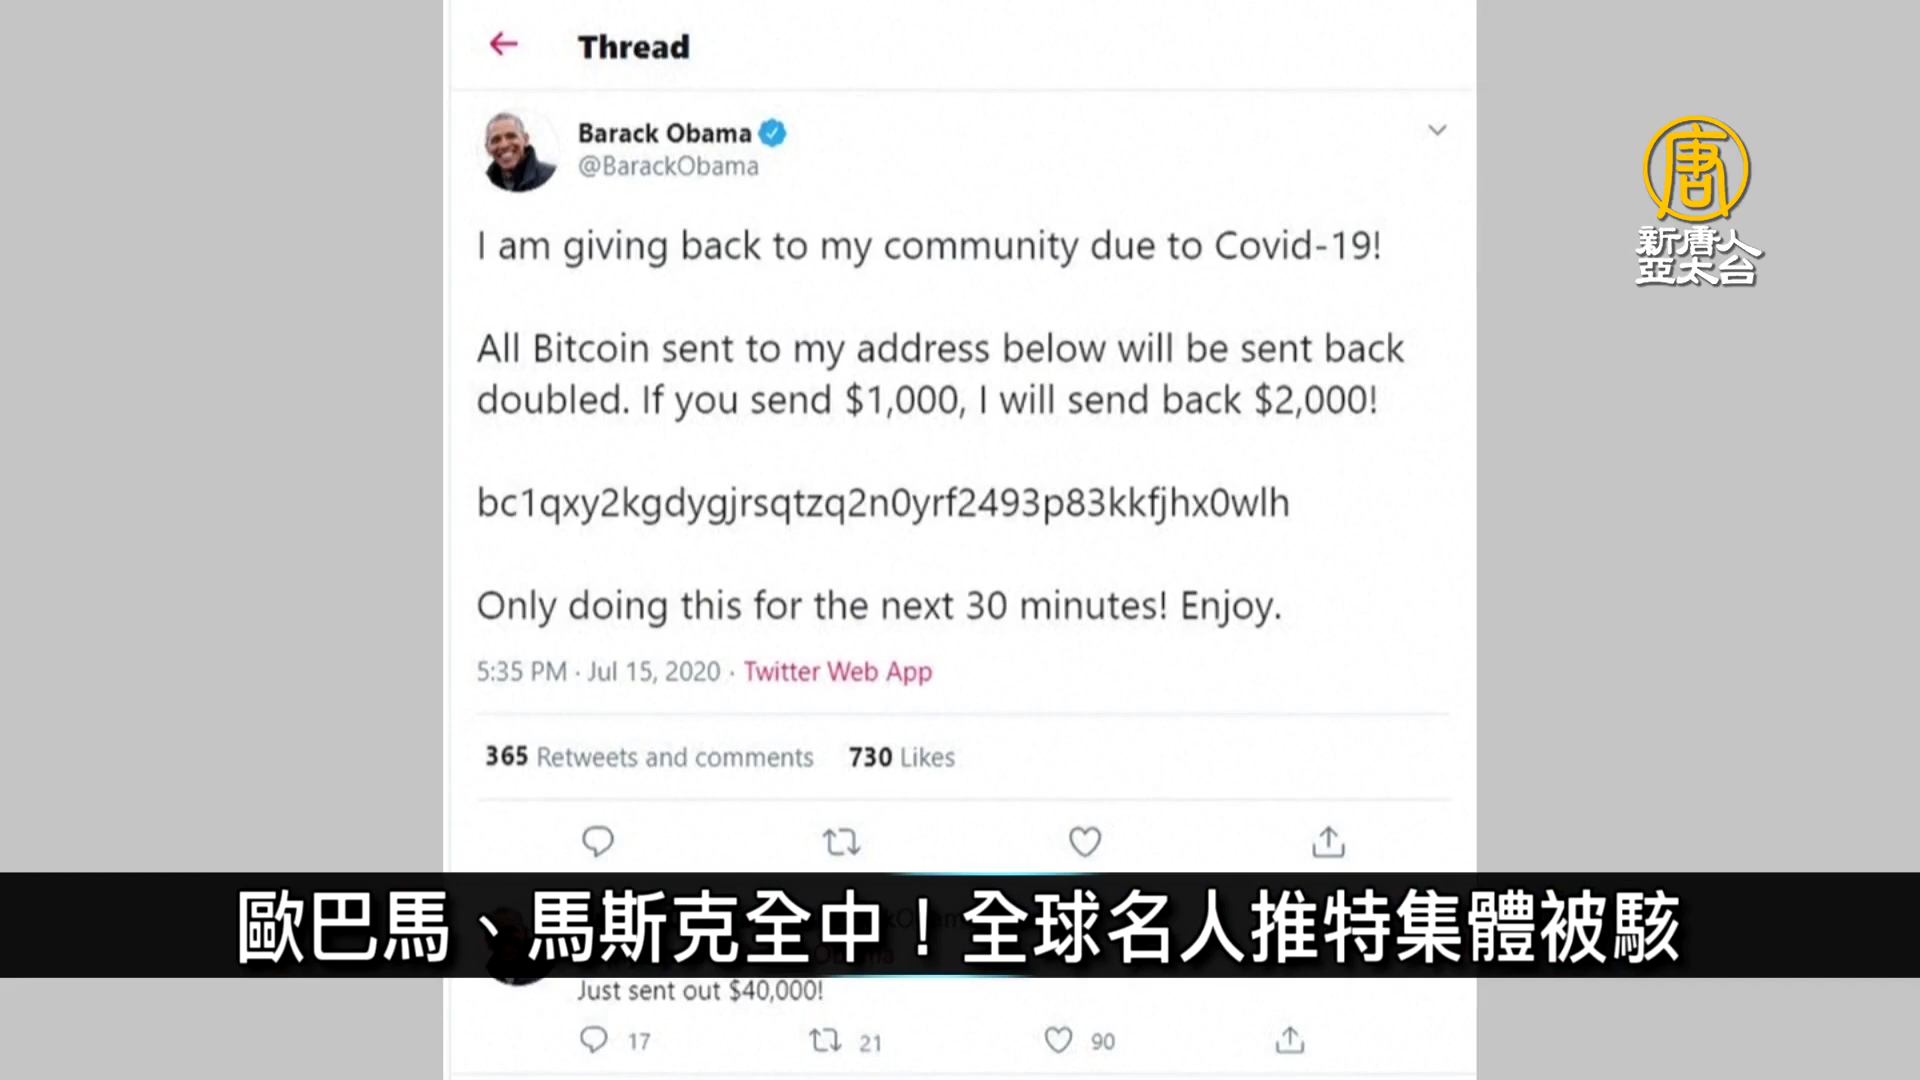 Thread
Barack Obama
@BarackObama
I am giving back to my community due to Covid-19!
All Bitcoin sent to my address below will be sent back
doubled. If you send $1,000, I will send back $2,000!
bc1qxy2kgdygjrsqtzq2n0yrf2493p83kkfjhx0wlh
Only doing this for the next 30 minutes! Enjoy.
5:35 PM · Jul 15, 2020 · Twitter Web App
365 Retweets and comments 730 Likes
唐
新唐人
亞太台
歐巴馬、馬斯克全中！全球名人推特集體被駭
Just sent out $40,000!
17 21 90